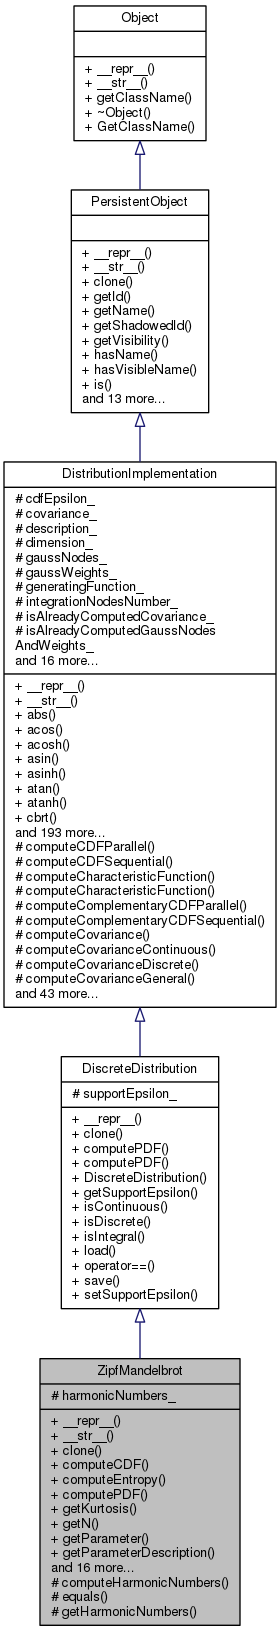 Object
+ __repr__()
+ __str__()
+ getClassName()
+ ~Object()
+ GetClassName()
PersistentObject
+ __repr__()
+ __str__()
+ clone()
+ getId()
+ getName()
+ getShadowedId()
+ getVisibility()
+ hasName()
+ hasVisibleName()
+ is()
and 13 more...
DistributionImplementation
# cdfEpsilon_
# covariance_
# description_
# dimension_
# gaussNodes_
# gaussWeights_
# generatingFunction_
# integrationNodesNumber_
# isAlreadyComputedCovariance_
# isAlreadyComputedGaussNodes
AndWeights_
and 16 more...
+ __repr__()
+ __str__()
+ abs()
+ acos()
+ acosh()
+ asin()
+ asinh()
+ atan()
+ atanh()
+ cbrt()
and 193 more...
# computeCDFParallel()
# computeCDFSequential()
# computeCharacteristicFunction()
# computeCharacteristicFunction()
# computeComplementaryCDFParallel()
# computeComplementaryCDFSequential()
# computeCovariance()
# computeCovarianceContinuous()
# computeCovarianceDiscrete()
# computeCovarianceGeneral()
and 43 more...
DiscreteDistribution
# supportEpsilon_
+ __repr__()
+ clone()
+ computePDF()
+ computePDF()
+ DiscreteDistribution()
+ getSupportEpsilon()
+ isContinuous()
+ isDiscrete()
+ isIntegral()
+ load()
+ operator==()
+ save()
+ setSupportEpsilon()
ZipfMandelbrot
# harmonicNumbers_
+ __repr__()
+ __str__()
+ clone()
+ computeCDF()
+ computeEntropy()
+ computePDF()
+ getKurtosis()
+ getN()
+ getParameter()
+ getParameterDescription()
and 16 more...
# computeHarmonicNumbers()
# equals()
# getHarmonicNumbers()